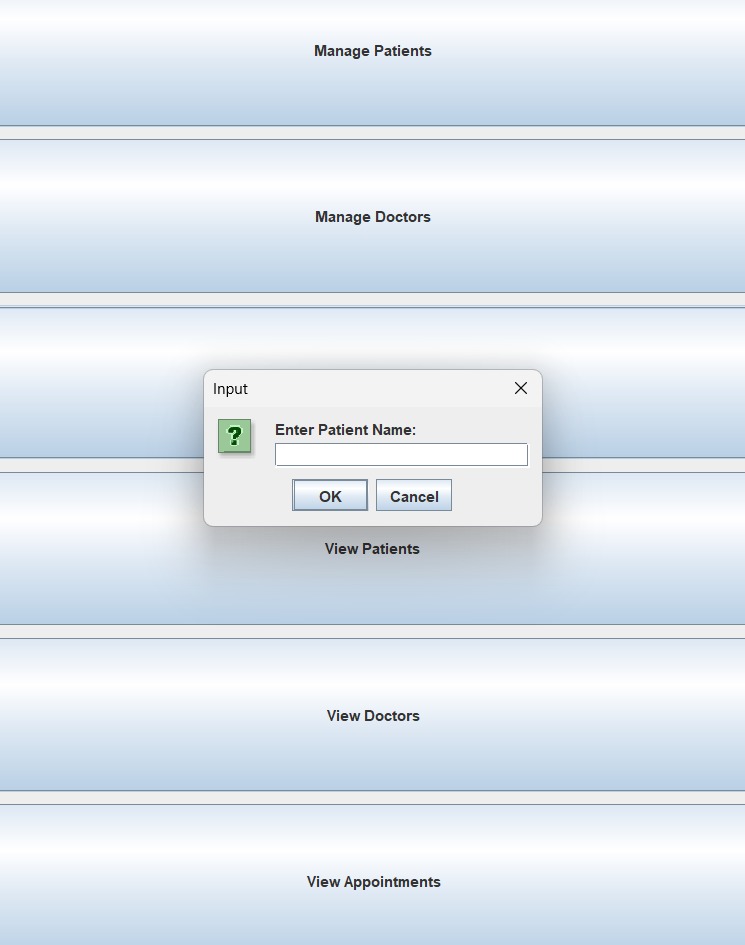 Manage Patients
Manage Doctors
Input
?
Enter Patient Name:
OK
Cancel
View Patients
View Doctors
View Appointments